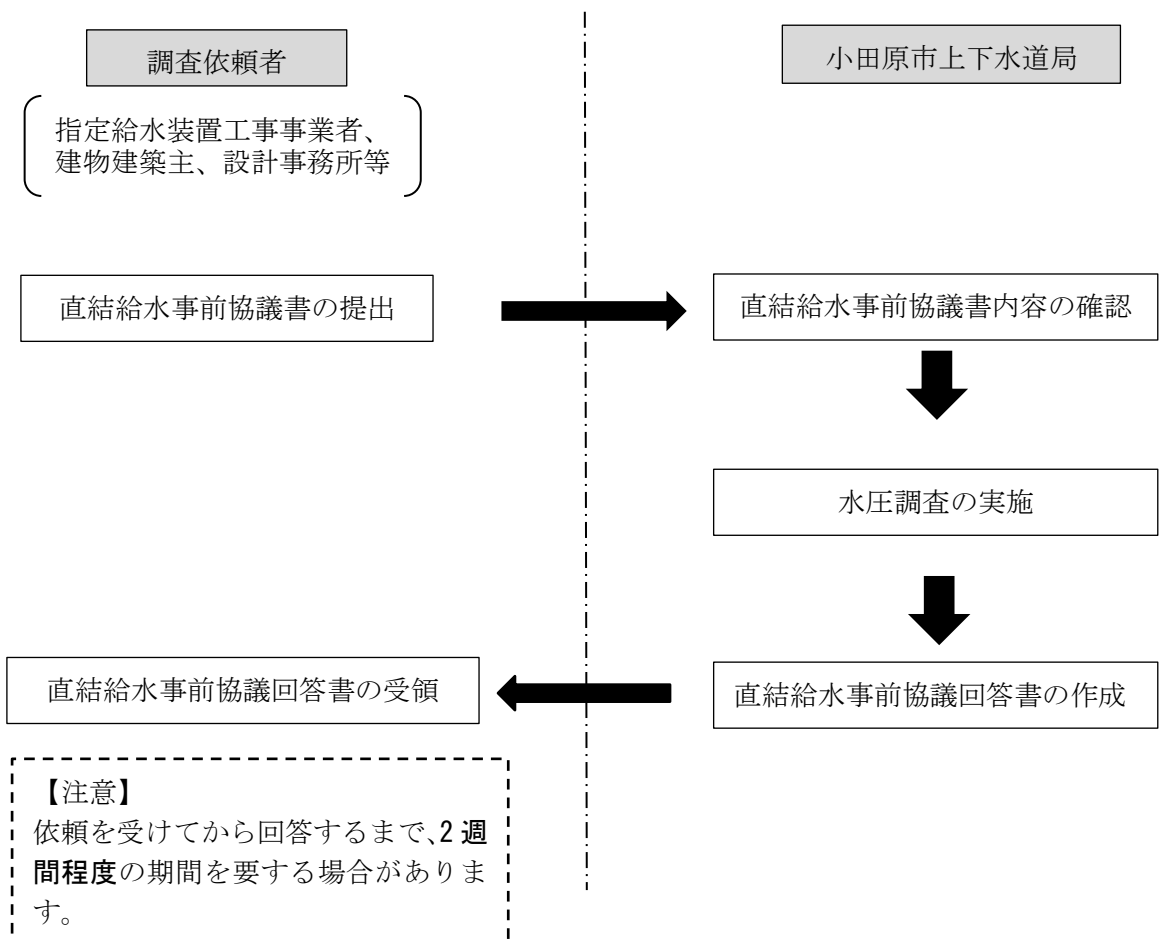 調査依頼者
小田原市上下水道局
指定給水装置工事事業者、
建物建築主、設計事務所等
直結給水事前協議書の提出
直結給水事前協議書内容の確認
水圧調査の実施
直結給水事前協議回答書の受領
直結給水事前協議回答書の作成
【注意】
依頼を受けてから回答するまで、2週
間程度の期間を要する場合がありま
す。